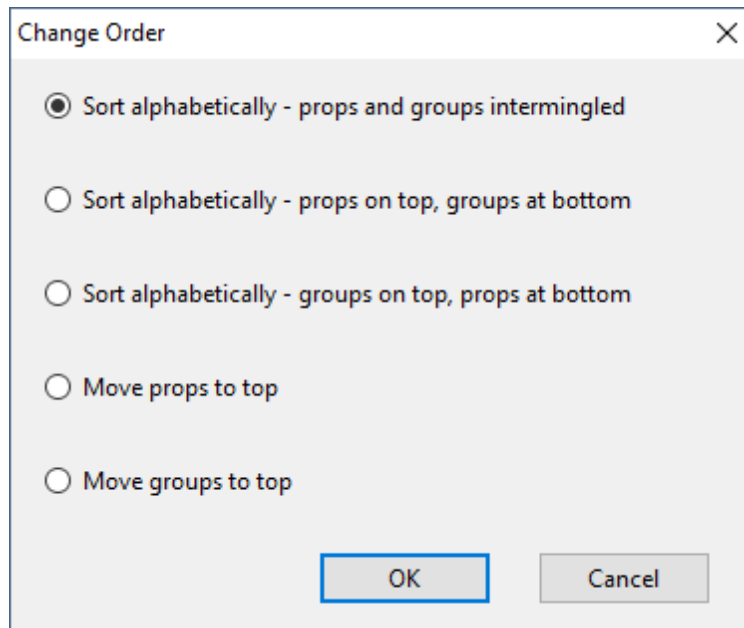 Change Order
Sort alphabetically - props and groups intermingled
Sort alphabetically - props on top, groups at bottom
Sort alphabetically - groups on top, props at bottom
Move props to top
Move groups to top
OK
Cancel